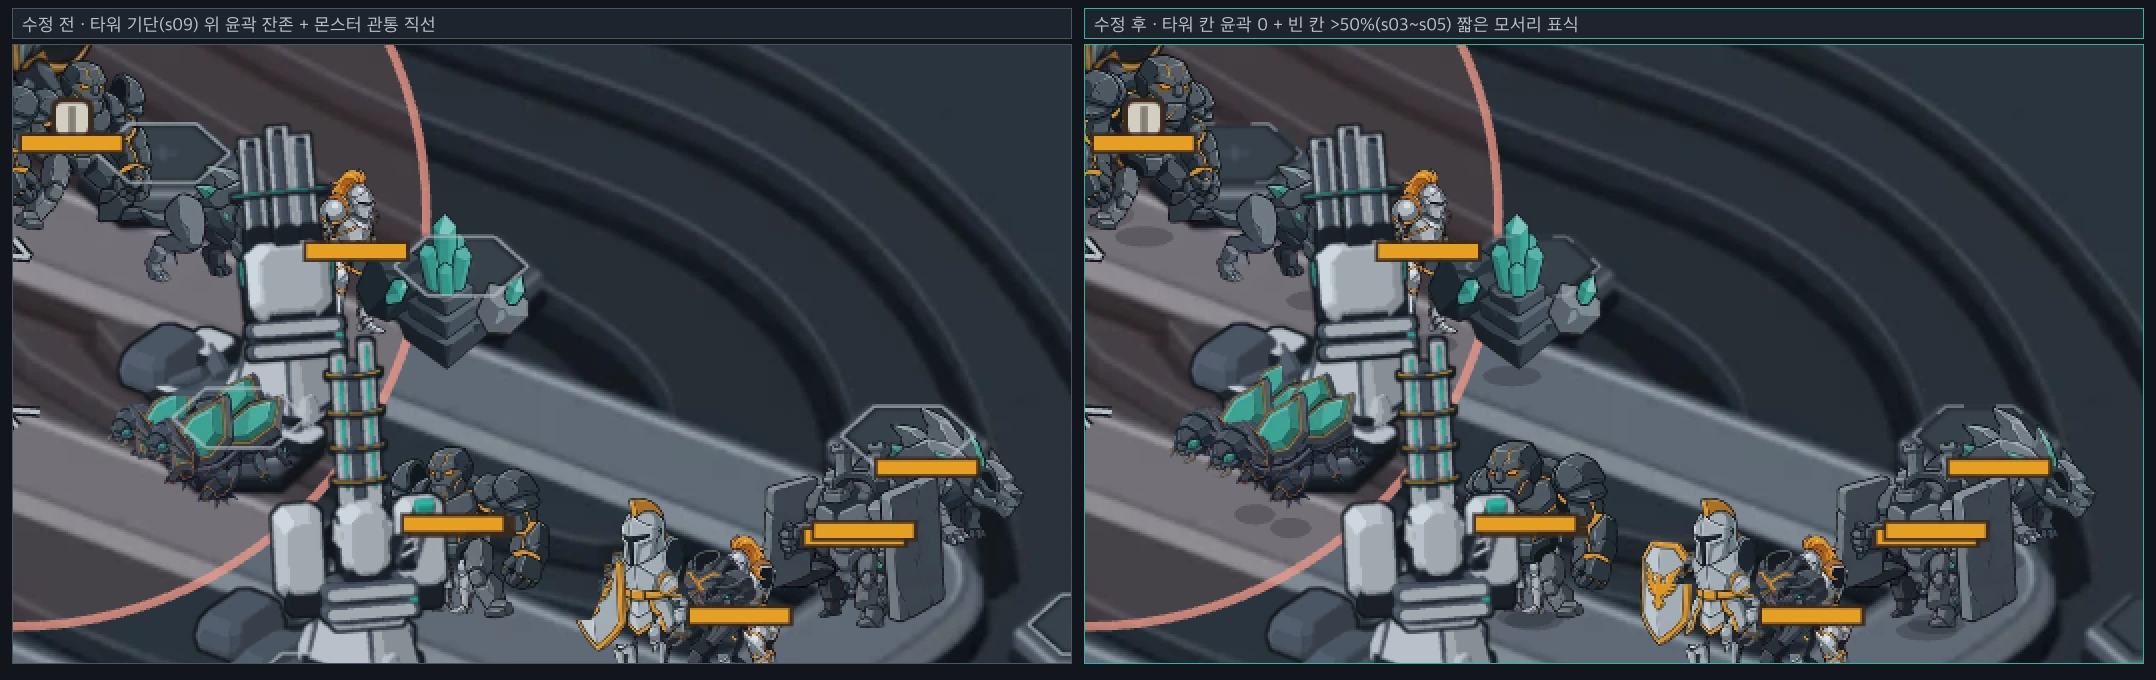 수정 전 · 타워 기단(s09) 위 윤곽 잔존 + 몬스터 관통 직선
수정 후 · 타워 칸 윤곽 0 + 빈 칸 >50%(s03~s05) 짧은 모서리 표식